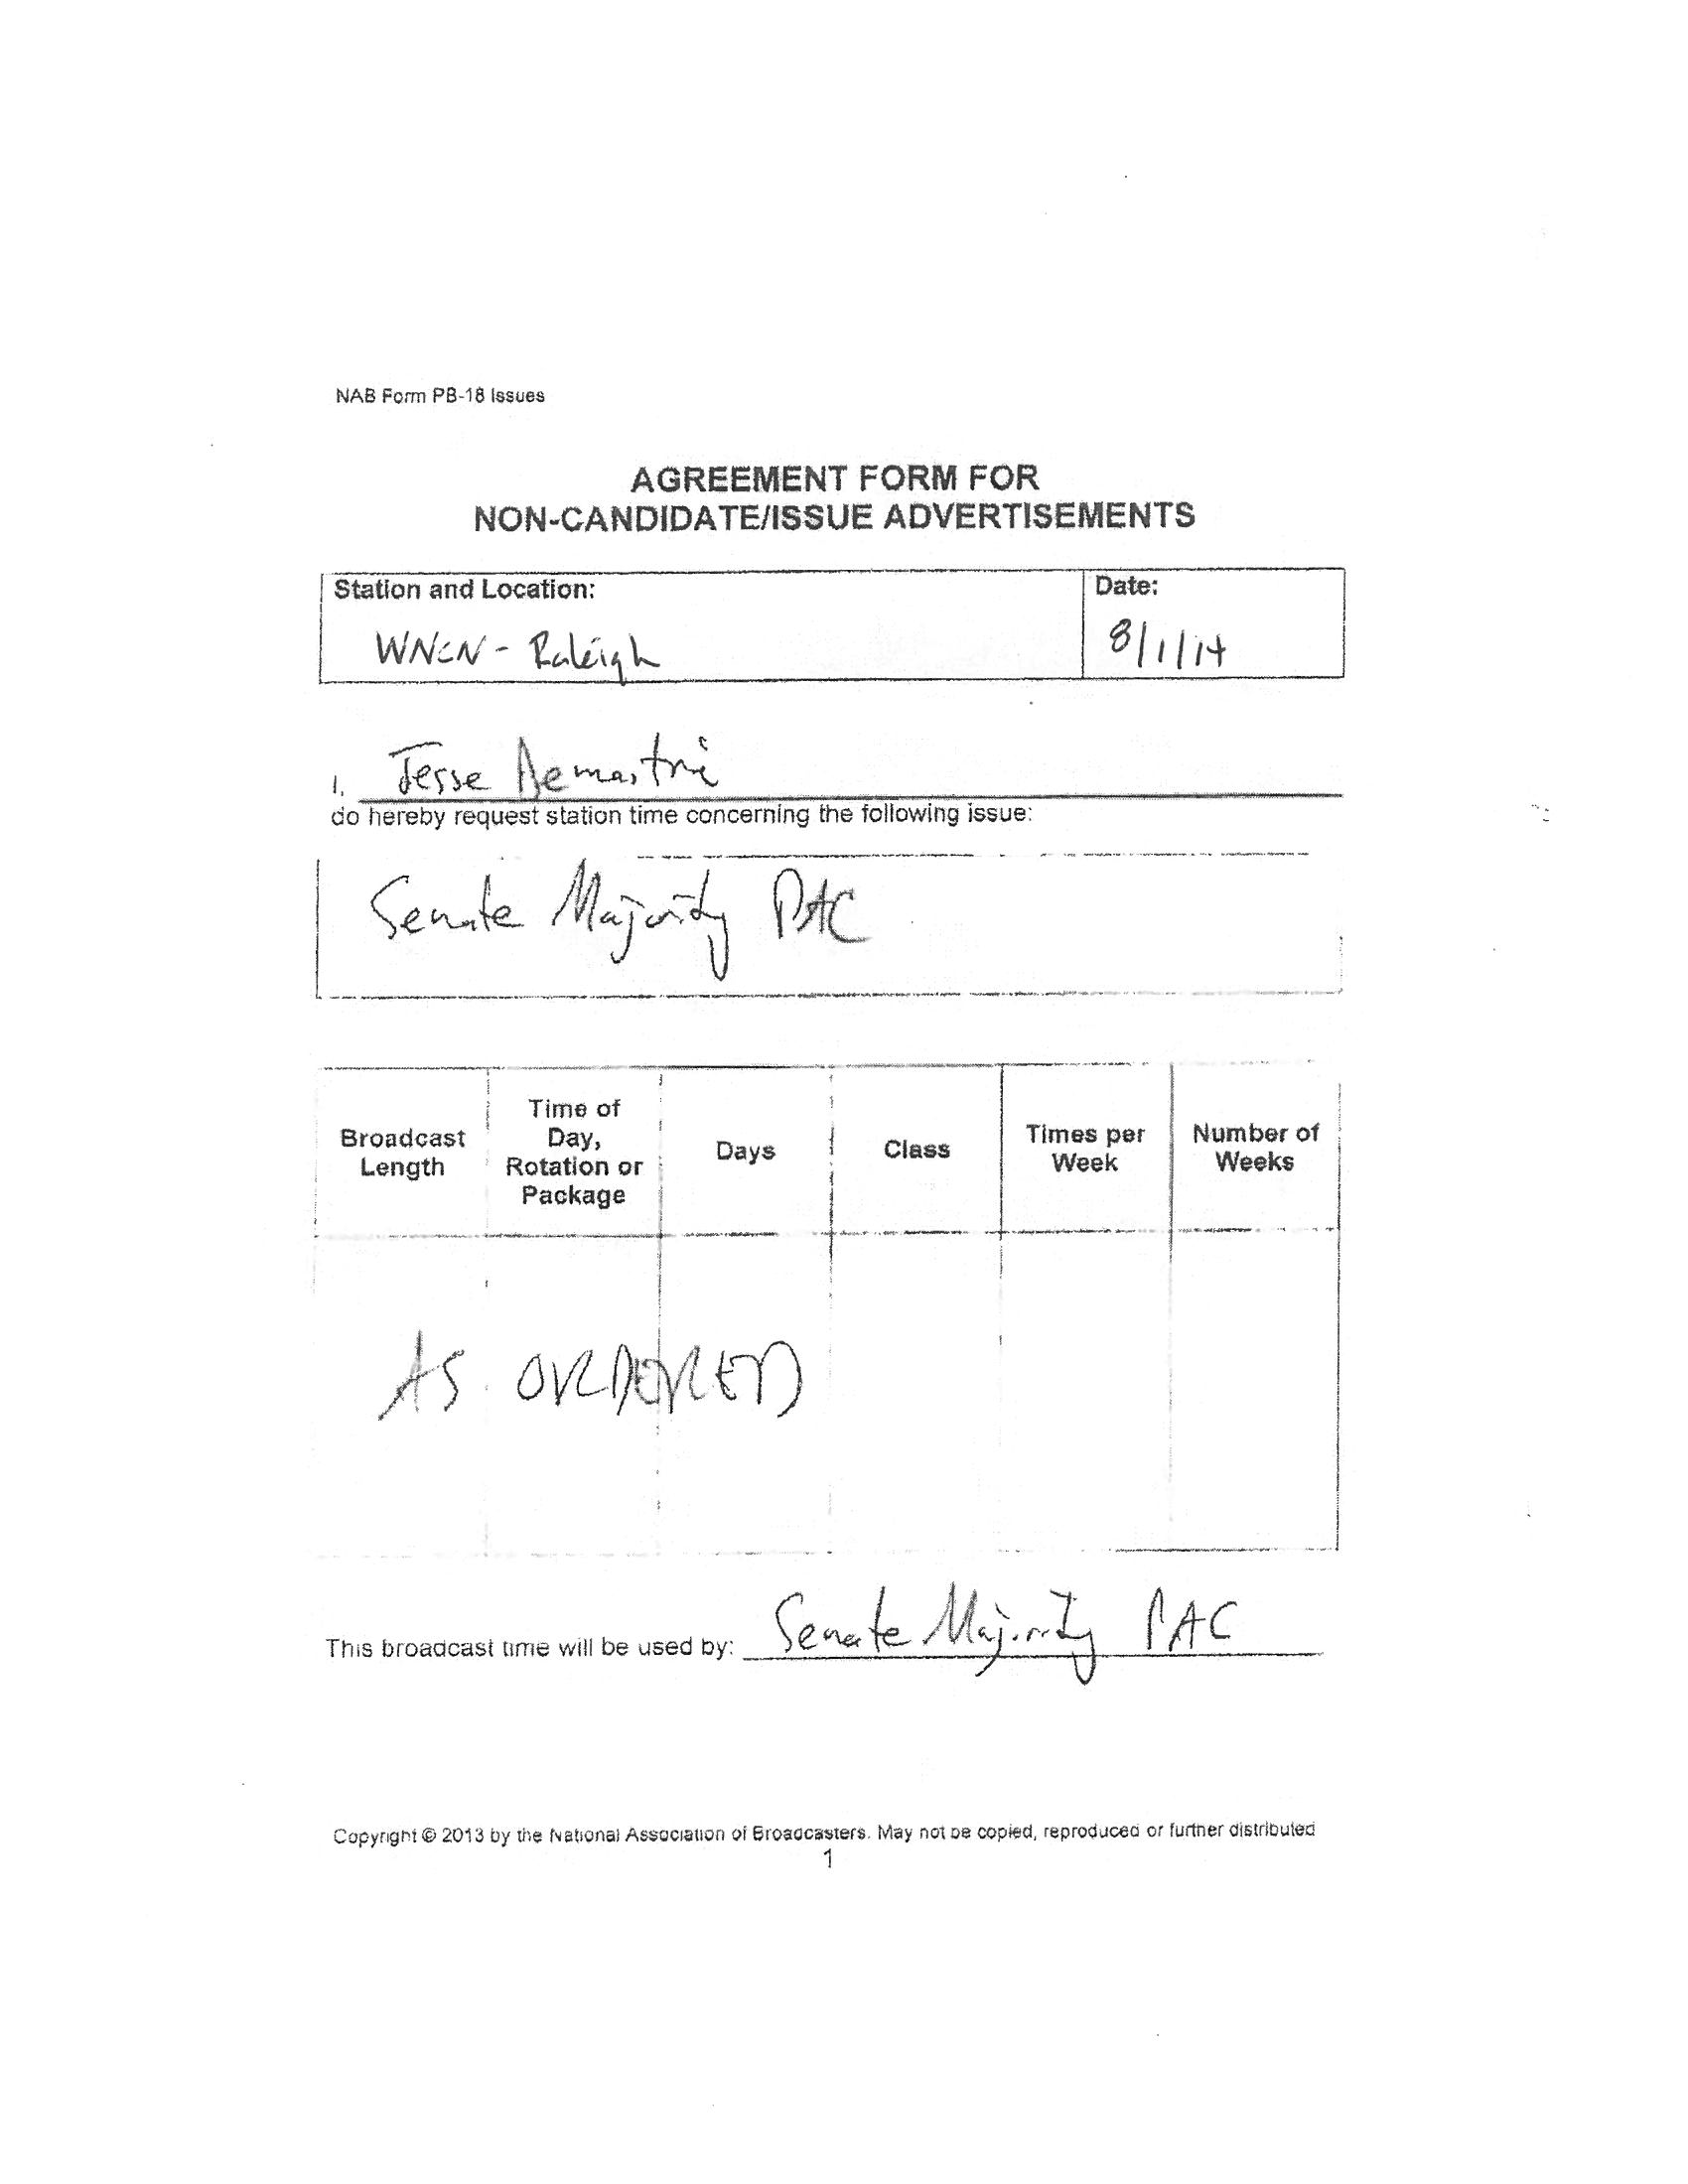 NAB Form PB-18 Issues
AGREEMENT FORM FOR
NON-CANDIDATE/ISSUE ADVERTISEMENTS
Station and Location:
WNCN - Raleigh
Date:
8/1/14
I, Jesse Demastrie
do hereby request station time concerning the following issue:
Senate Majority PAC
Broadcast
Length
Time of
Day,
Rotation or
Package
Days
Class
Times per
Week
Number of
Weeks
AS ORDERED
This broadcast time will be used by: Senate Majority PAC
Copyright © 2013 by the National Association of Broadcasters. May not be copied, reproduced or further distributed
1